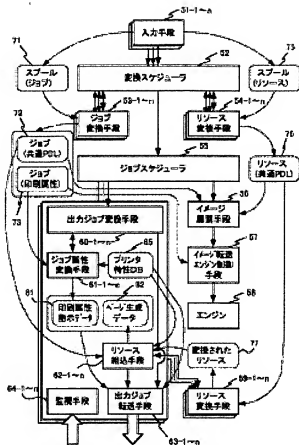 51-1~n
入力手段
71
スプール
(ジョブ)
52
変換スケジューラ
75
スプール
(リソース)
53-1~n
ジョブ
変換手段
54-1~n
リソース
変換手段
72
ジョブ
(共通PDL)
ジョブ
(印刷属性)
73
55
ジョブスケジューラ
76
リソース
(共通PDL)
56
イメージ
展開手段
出力ジョブ変換手段
60-1~n
ジョブ属性
変換手段
61-1~n
65
プリンタ
特性DB
57
イメージ転送
エンジン制御
手段
58
エンジン
81
印刷属性
指示データ
82
ページ生成
データ
リソース
62-1~n
77
変換された
リソース
64-1~n
監視手段
出力ジョブ
転送手段
63-1~n
リソース
変換手段
59-1~n